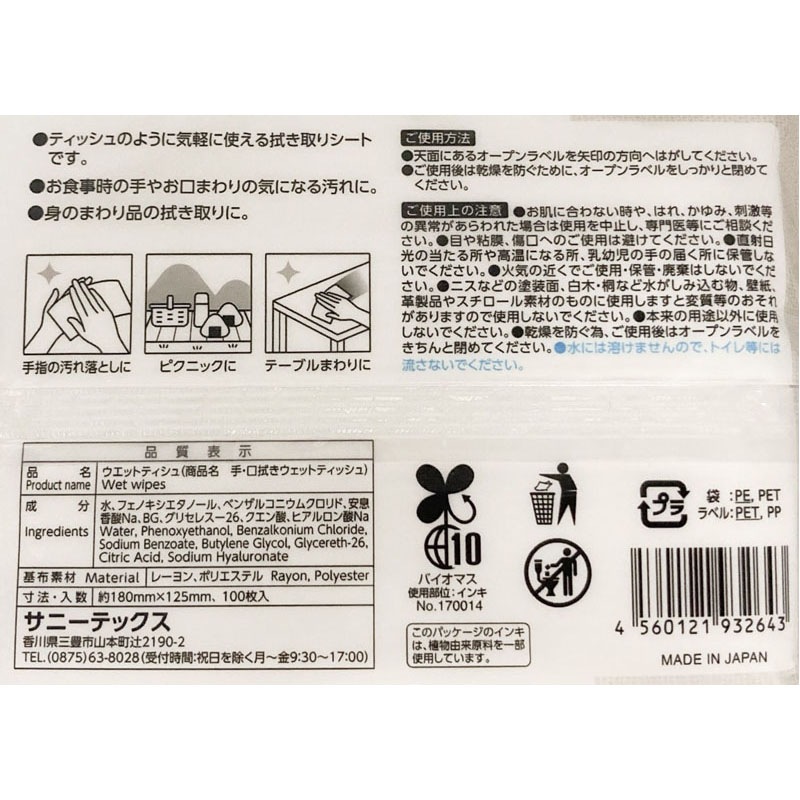 ●ティッシュのように気軽に使える拭き取りシート
です。
●お食事時の手やお口まわりの気になる汚れに。
●身のまわり品の拭き取りに。
手指の汚れ落としに
ピクニックに
テーブルまわりに
ご使用方法
●天面にあるオープンラベルを矢印の方向へはがしてください。
●ご使用後は乾燥を防ぐために、オープンラベルをしっかりと閉めて
ください。
ご使用上の注意 ●お肌に合わない時や、はれ、かゆみ、刺激等
の異常があらわれた場合は使用を中止し、専門医等にご相談くだ
さい。●目や粘膜、傷口へのご使用は避けてください。●直射日
光の当たる所や高温になる所、乳幼児の手の届く所に保管しな
いでください。●火気の近くでご使用・保管・廃棄はしないでくだ
さい。●ニスなどの塗装面、白木・桐など水がしみ込む物、壁紙、
革製品やスチロール素材のものに使用しますと変質等のおそれ
がありますので使用しないでください。●本来の用途以外に使用
しないでください。●乾燥を防ぐ為、ご使用後はオープンラベルを
きちんと閉めてください。●水には溶けませんので、トイレ等には
流さないでください。
品質表示
品名 ウエットティシュ(商品名 手・口拭きウェットティッシュ)
Product name Wet wipes
成分 水、フェノキシエタノール、ベンザルコニウムクロリド、安息
香酸Na、BG、グリセレス-26、クエン酸、ヒアルロン酸Na
Ingredients Water, Phenoxyethanol, Benzalkonium Chloride,
Sodium Benzoate, Butylene Glycol, Glycereth-26,
Citric Acid, Sodium Hyaluronate
基布素材 Material レーヨン、ポリエステル Rayon, Polyester
寸法・入数 約180mm×125mm、100枚入
サニーテックス
香川県三豊市山本町辻2190-2
TEL.(0875)63-8028(受付時間:祝日を除く月〜金9:30〜17:00)
10
バイオマス
使用部位:インキ
No.170014
このパッケージのインキ
は、植物由来原料を一部
使用しています。
プラ
袋:PE, PET
ラベル:PET, PP
4 560121 932643
MADE IN JAPAN